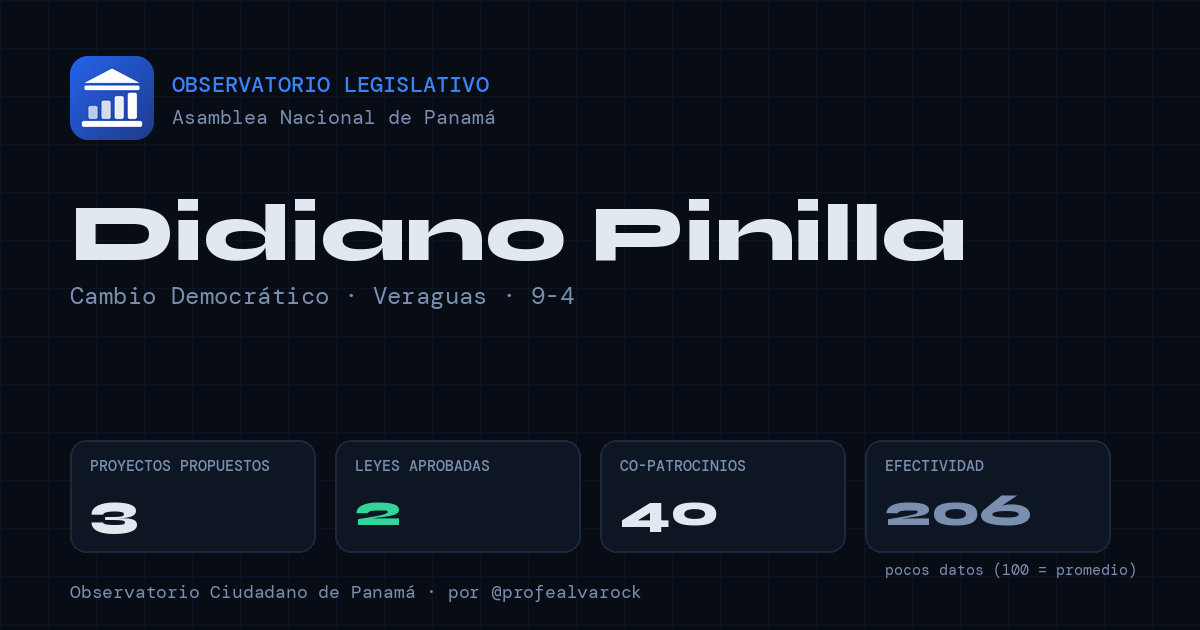 OBSERVATORIO LEGISLATIVO
Asamblea Nacional de Panamá
Didiano Pinilla
Cambio Democrático · Veraguas · 9-4
PROYECTOS PROPUESTOS
3
LEYES APROBADAS
2
CO-PATROCINIOS
40
EFECTIVIDAD
206
pocos datos (100 = promedio)
Observatorio Ciudadano de Panamá · por @profealvarock